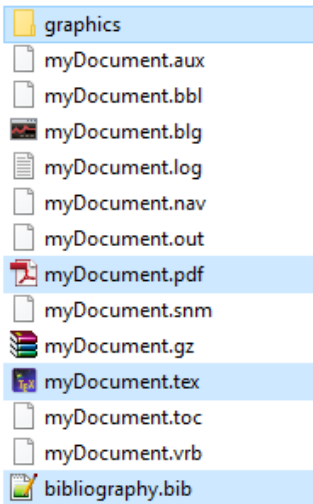 graphics
myDocument.aux
myDocument.bbl
myDocument.blg
myDocument.log
myDocument.nav
myDocument.out
myDocument.pdf
myDocument.snm
myDocument.gz
myDocument.tex
myDocument.toc
myDocument.vrb
bibliography.bib